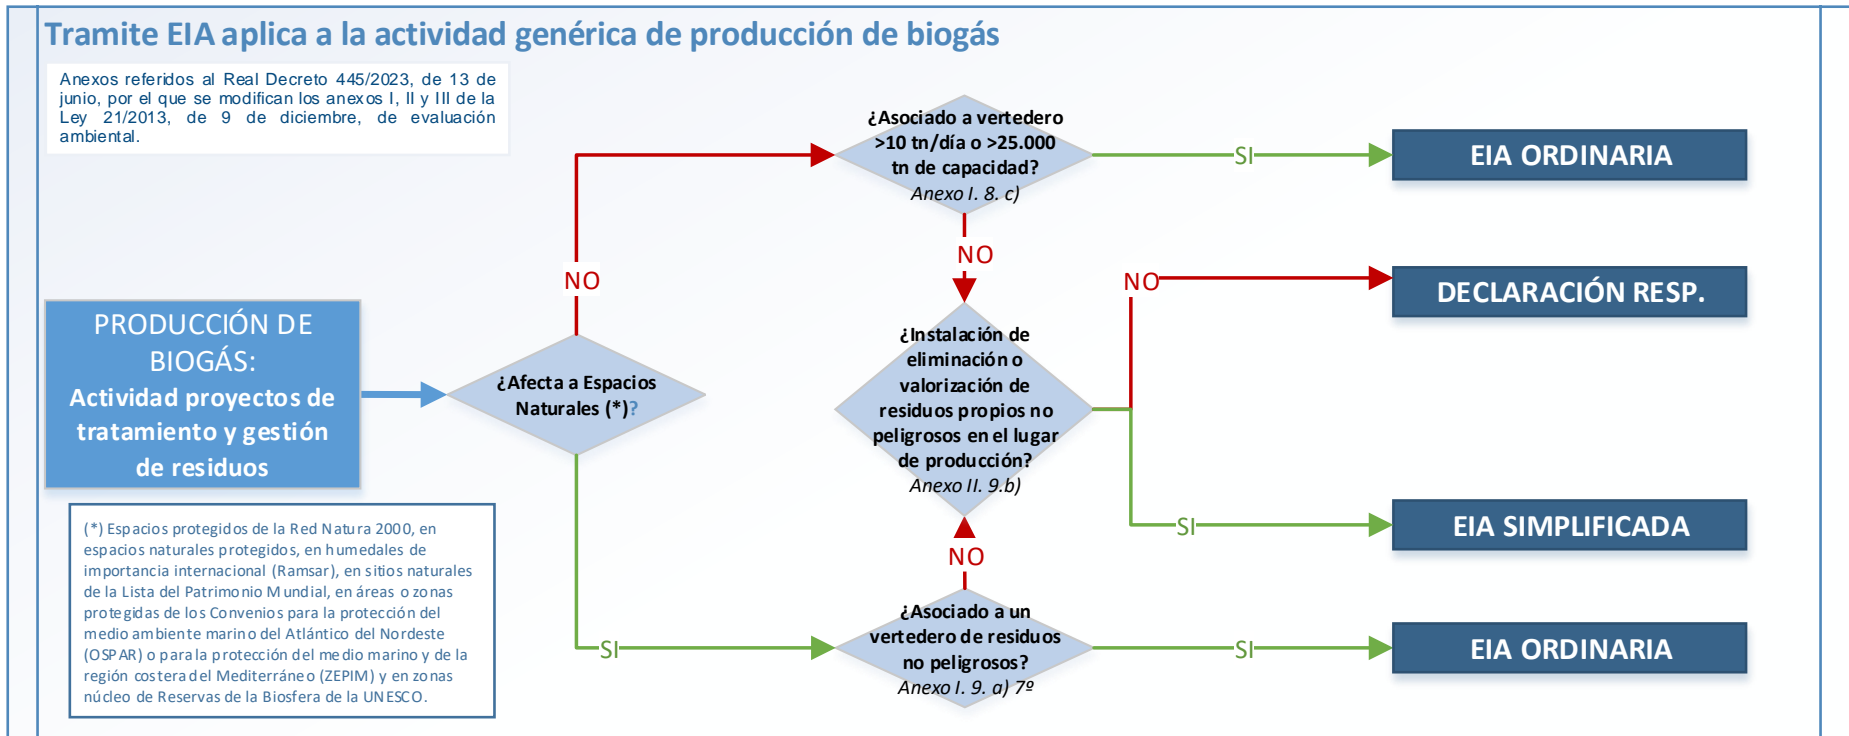 Tramite EIA aplica a la actividad genérica de producción de biogás
Anexos referidos al Real Decreto 445/2023, de 13 de
junio, por el que se modifican los anexos I, II y III de la
Ley 21/2013, de 9 de diciembre, de evaluación
ambiental.
¿Asociado a vertedero
>10 tn/día o >25.000
tn de capacidad?
Anexo I. 8. c)
SI
EIA ORDINARIA
NO
NO
NO
DECLARACIÓN RESP.
PRODUCCIÓN DE
BIOGÁS:
Actividad proyectos de
tratamiento y gestión
de residuos
¿Afecta a Espacios
Naturales (*)?
¿Instalación de
eliminación o
valorización de
residuos propios no
peligrosos en el lugar
de producción?
Anexo II. 9.b)
SI
EIA SIMPLIFICADA
NO
(*) Espacios protegidos de la Red Natura 2000, en
espacios naturales protegidos, en humedales de
importancia internacional (Ramsar), en sitios naturales
de la Lista del Patrimonio Mundial, en áreas o zonas
protegidas de los Convenios para la protección del
medio ambiente marino del Atlántico del Nordeste
(OSPAR) o para la protección del medio marino y de la
región costera del Mediterráneo (ZEPIM) y en zonas
núcleo de Reservas de la Biosfera de la UNESCO.
SI
¿Asociado a un
vertedero de residuos
no peligrosos?
Anexo I. 9. a) 7º
SI
EIA ORDINARIA